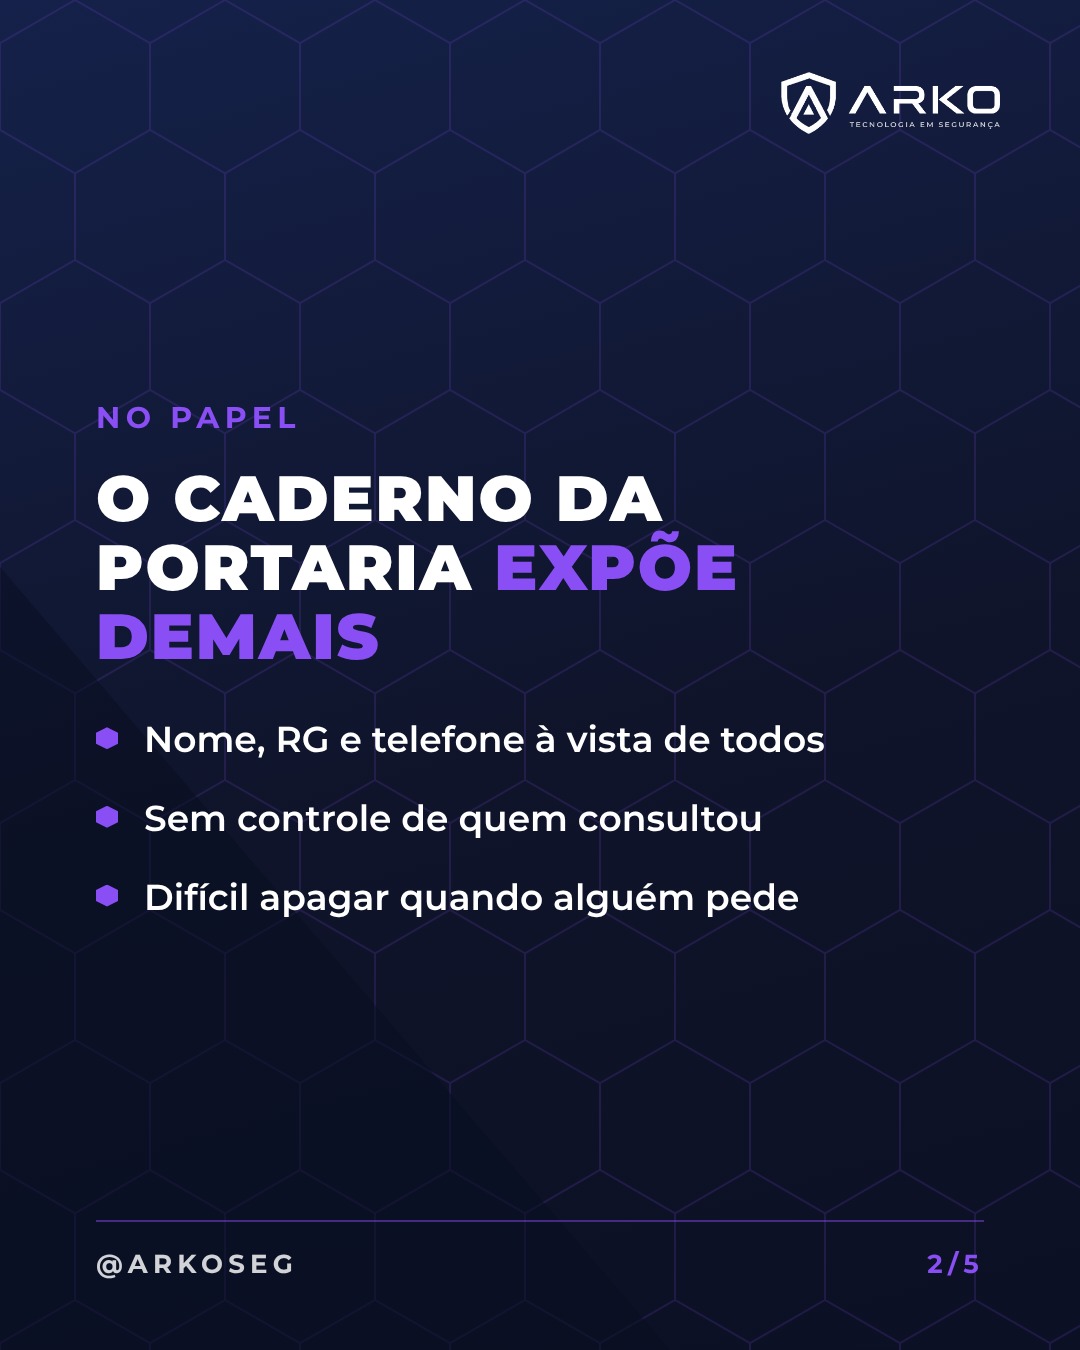 ARKO
TECNOLOGIA EM SEGURANÇA
NO PAPEL
O CADERNO DA
PORTARIA EXPÕE
DEMAIS
Nome, RG e telefone à vista de todos
Sem controle de quem consultou
Difícil apagar quando alguém pede
@ARKOSEG
2/5